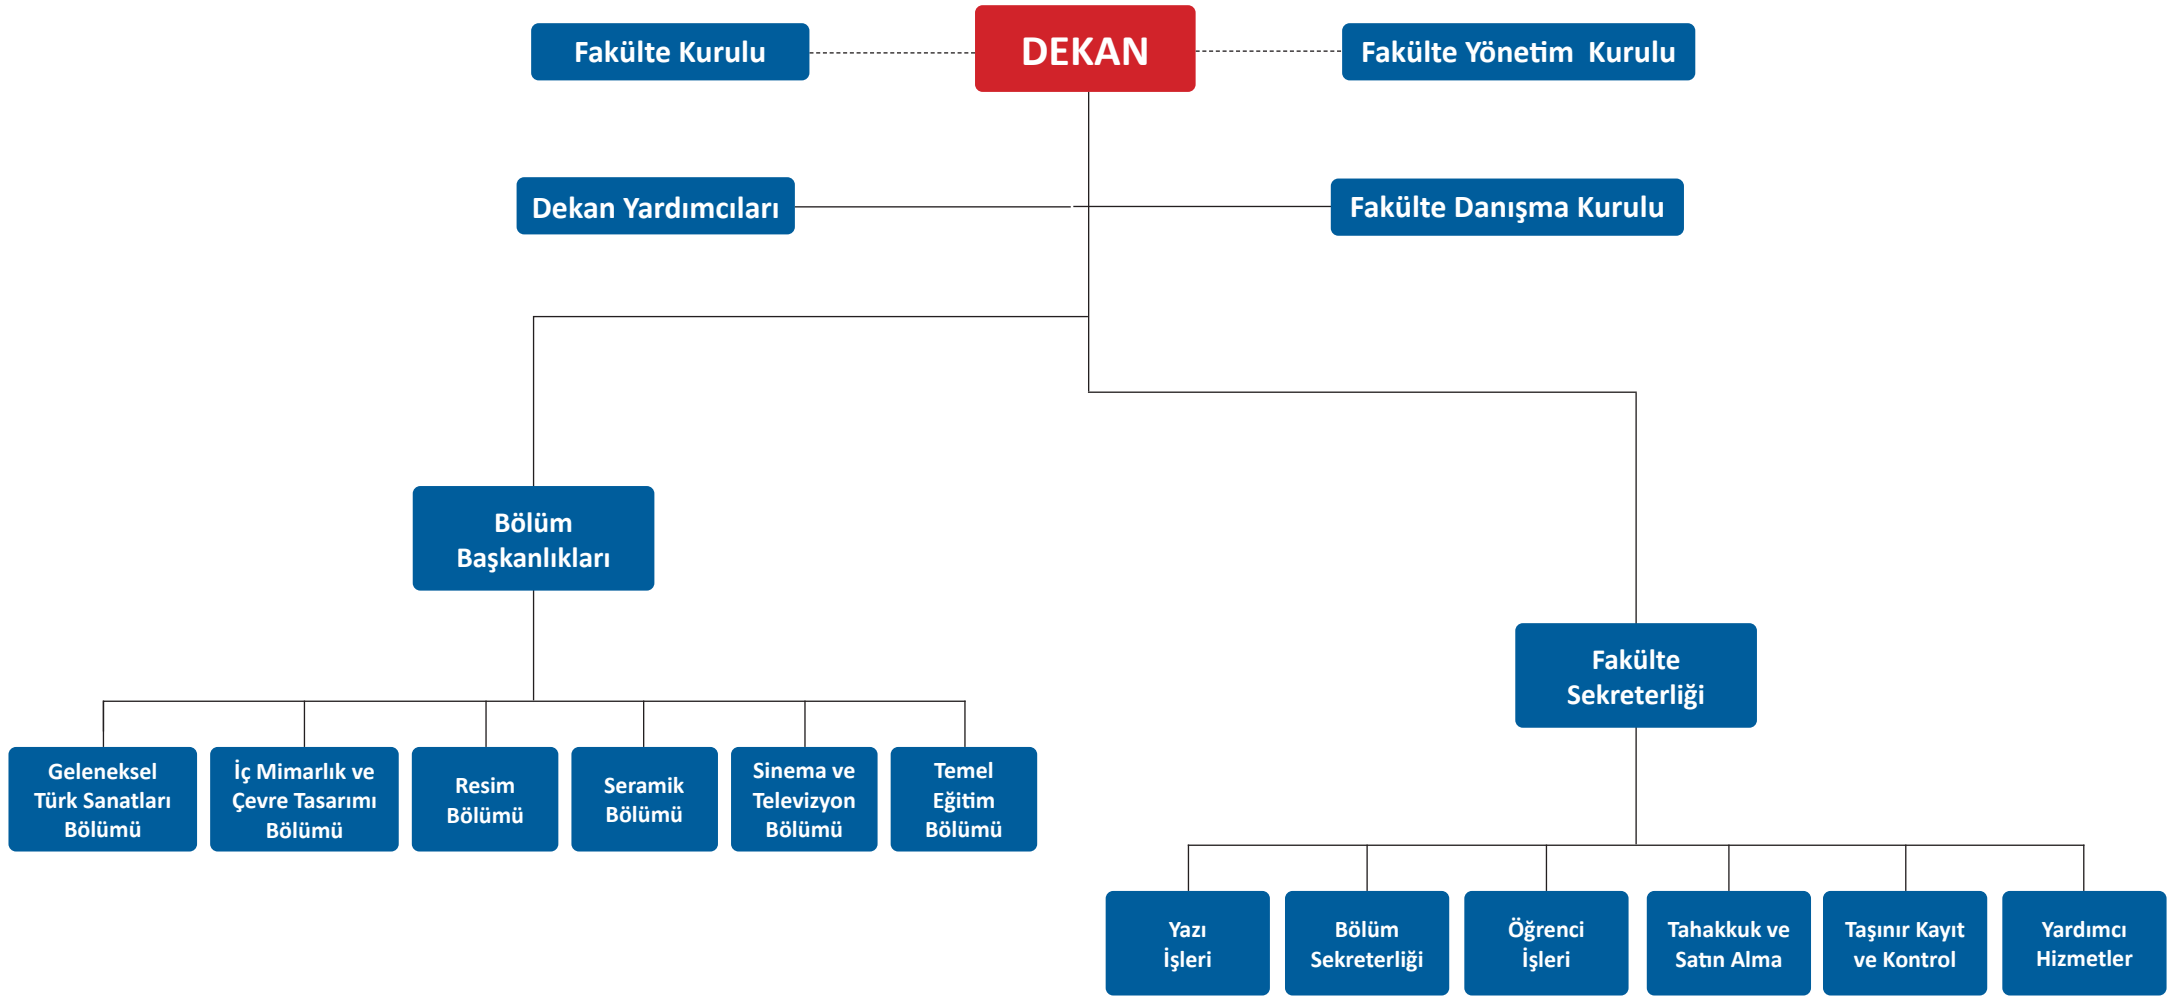 Fakülte Kurulu
DEKAN
Fakülte Yönetim Kurulu
Dekan Yardımcıları
Fakülte Danışma Kurulu
Bölüm
Başkanlıkları
Fakülte
Sekreterliği
Geleneksel
Türk Sanatları
Bölümü
İç Mimarlık ve
Çevre Tasarımı
Bölümü
Resim
Bölümü
Seramik
Bölümü
Sinema ve
Televizyon
Bölümü
Temel
Eğitim
Bölümü
Yazı
İşleri
Bölüm
Sekreterliği
Öğrenci
İşleri
Tahakkuk ve
Satın Alma
Taşınır Kayıt
ve Kontrol
Yardımcı
Hizmetler